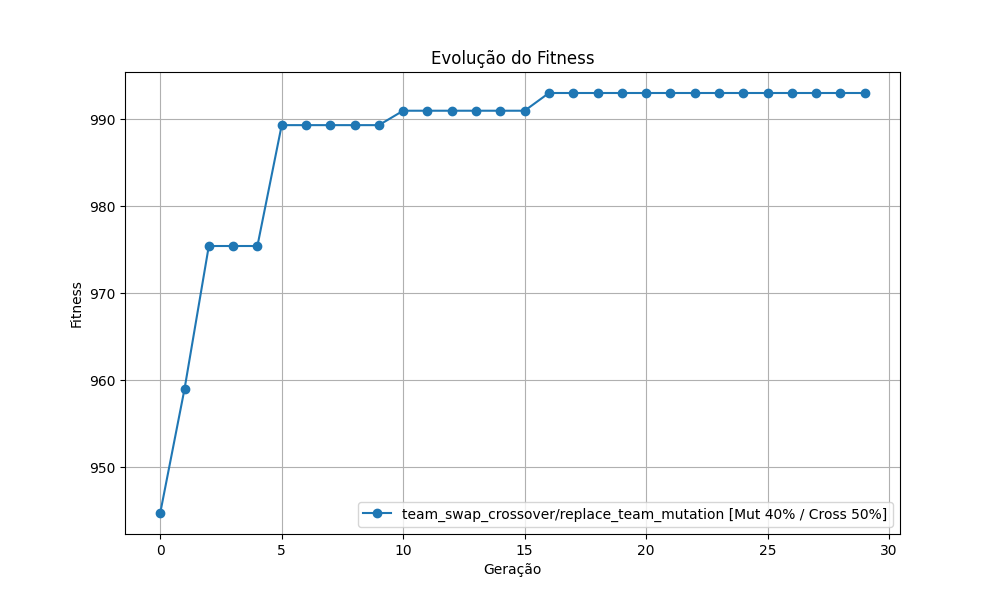 Evolução do Fitness
Fitness
990
980
970
960
950
team_swap_crossover/replace_team_mutation [Mut 40% / Cross 50%]
0 5 10 15 20 25 30
Geração